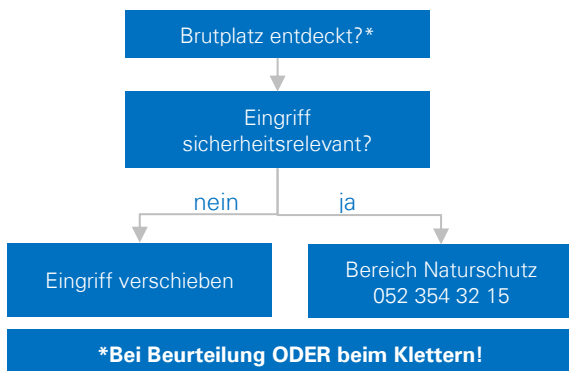 Brutplatz entdeckt?*
Eingriff
sicherheitsrelevant?
nein
ja
Eingriff verschieben
Bereich Naturschutz
052 354 32 15
*Bei Beurteilung ODER beim Klettern!